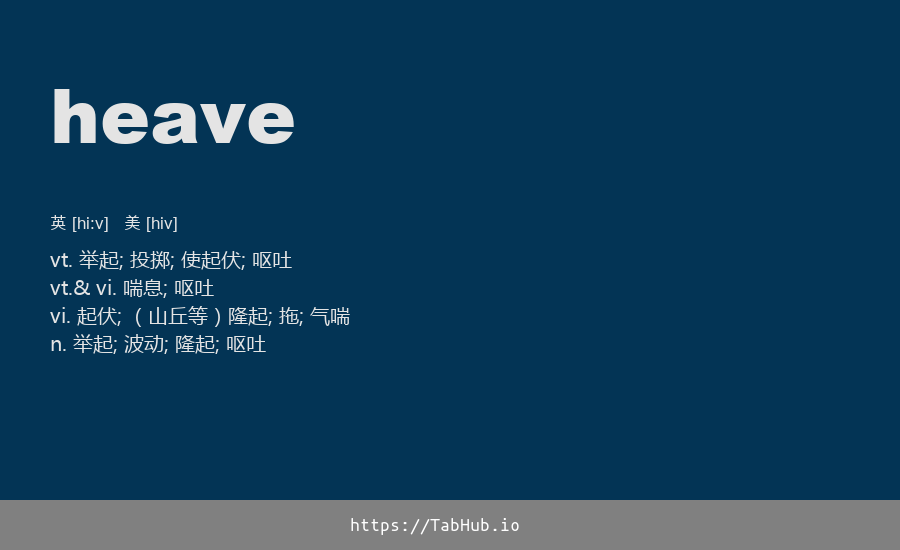 heave
英 [hiːv] 美 [hiv]
vt. 举起; 投掷; 使起伏; 呕吐
vt.& vi. 喘息; 呕吐
vi. 起伏; （山丘等）隆起; 拖; 气喘
n. 举起; 波动; 隆起; 呕吐
https://TabHub.io